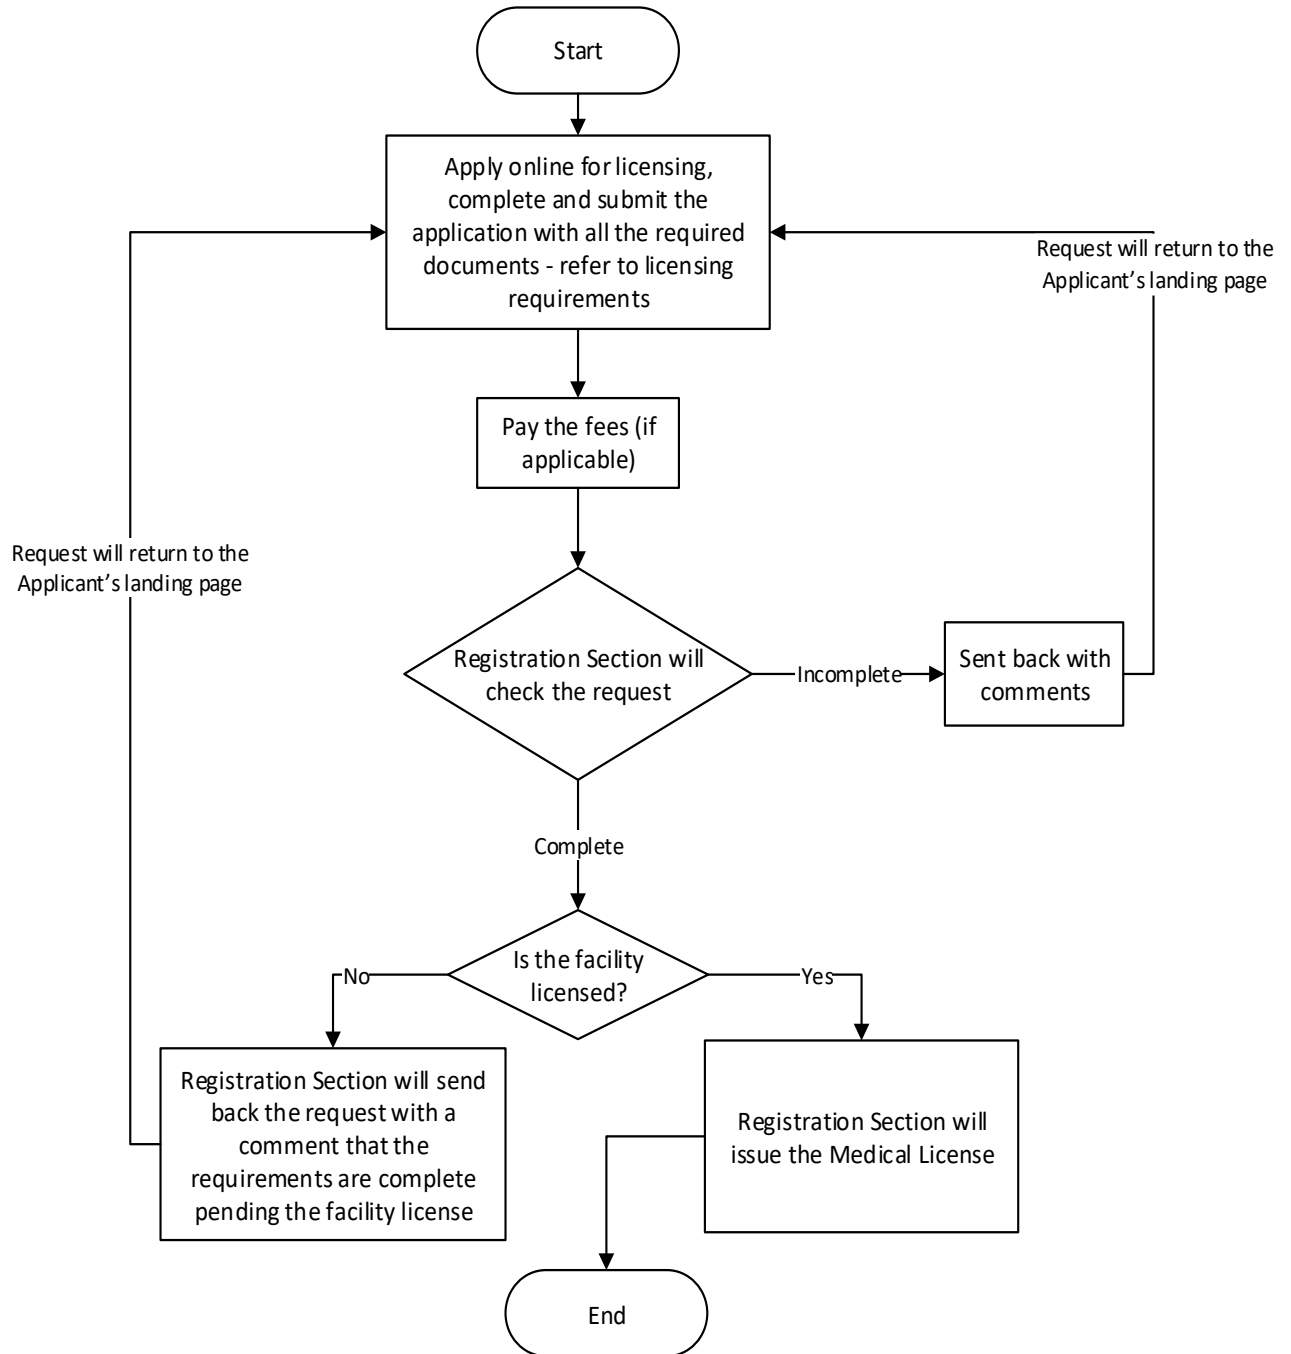 Start
Apply online for licensing,
complete and submit the
application with all the required
documents - refer to licensing
requirements
Request will return to the
Applicant's landing page
Pay the fees (if
applicable)
Request will return to the
Applicant's landing page
Registration Section will
check the request
Incomplete
Sent back with
comments
Complete
Is the facility
licensed?
No
Yes
Registration Section will send
back the request with a
comment that the
requirements are complete
pending the facility license
Registration Section will
issue the Medical License
End